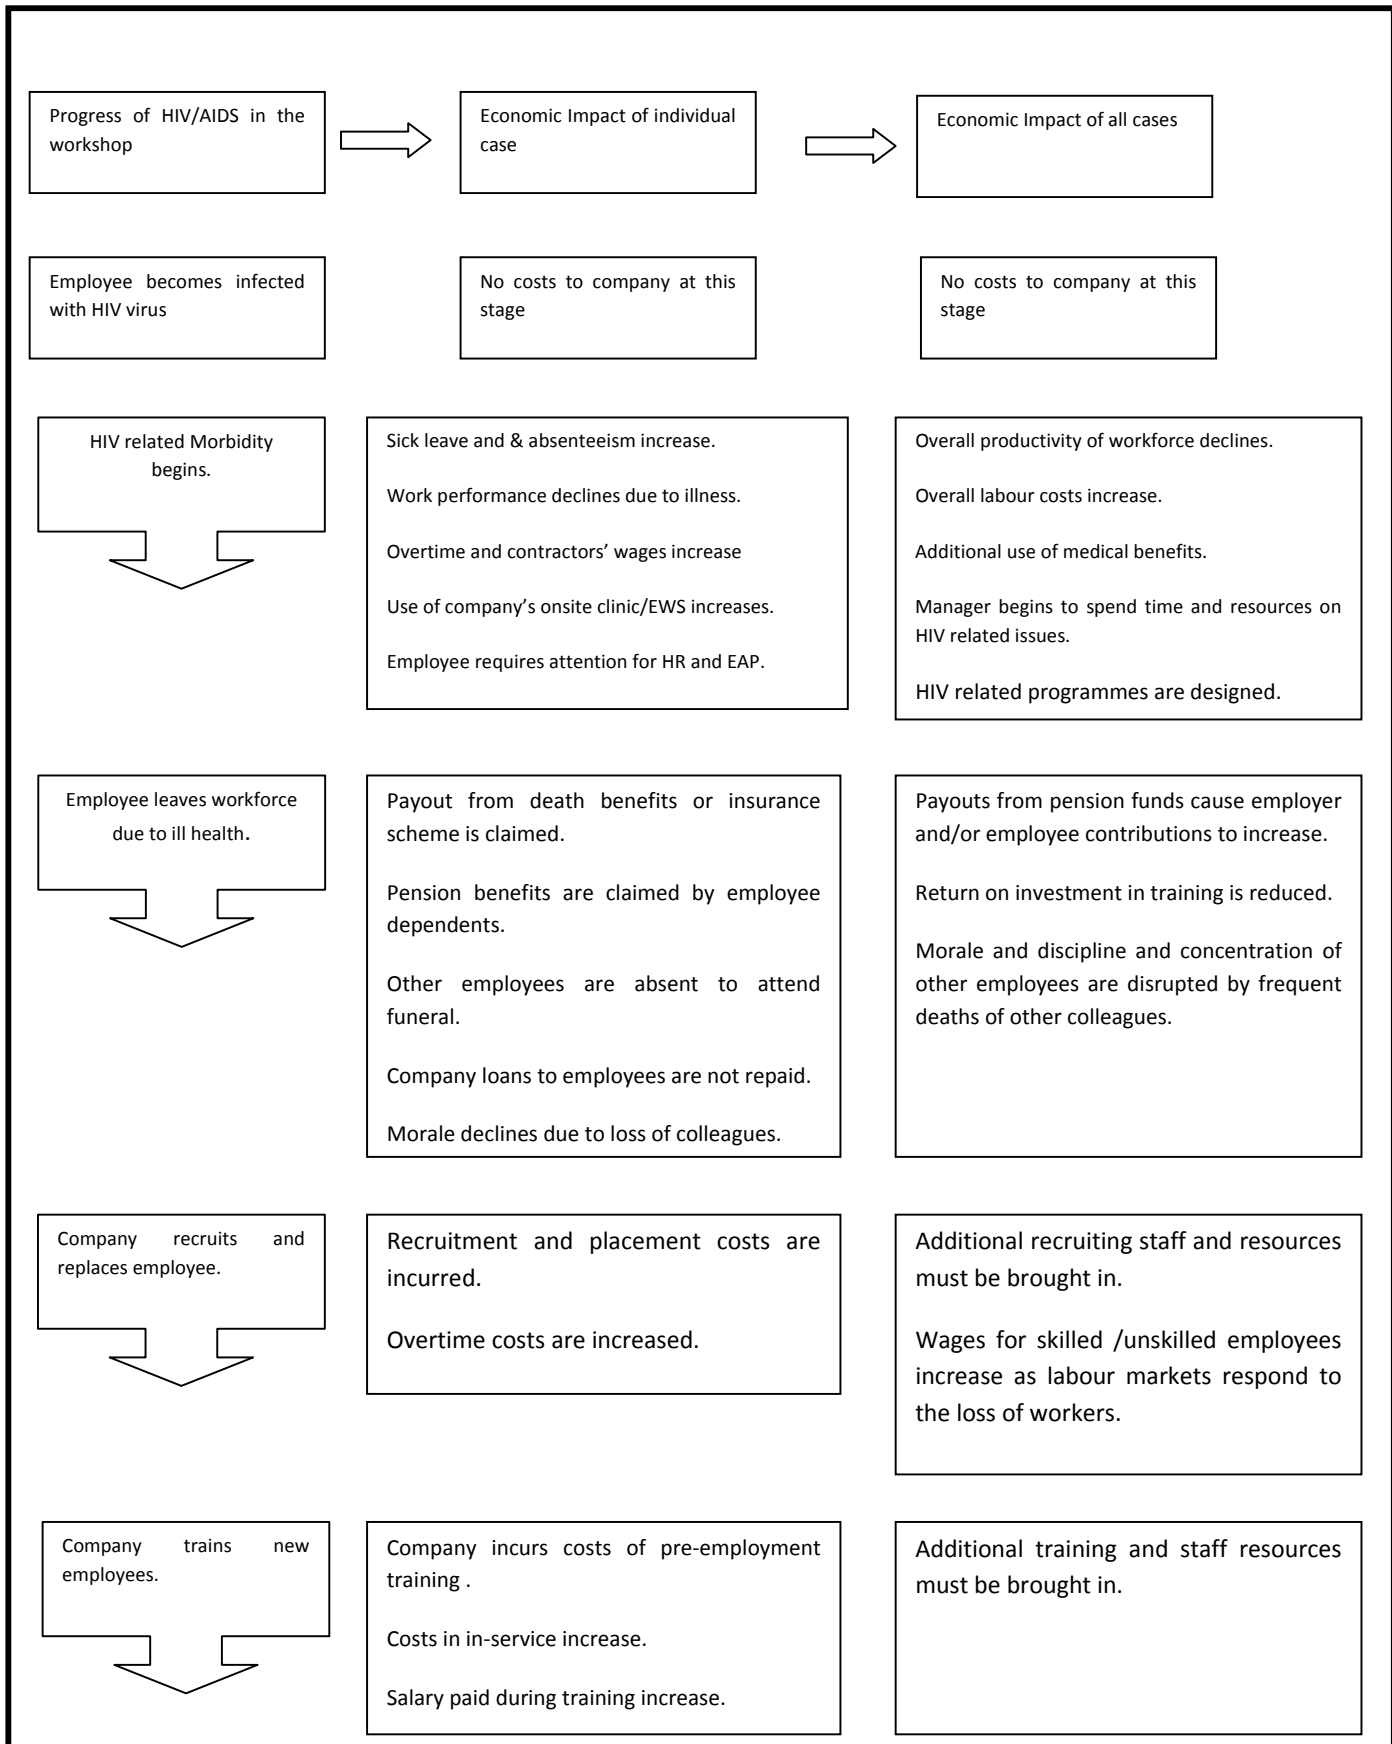 Progress of HIV/AIDS in the
workshop
Economic Impact of individual
case
Economic Impact of all cases
Employee becomes infected
with HIV virus
No costs to company at this
stage
No costs to company at this
stage
HIV related Morbidity
begins.
Sick leave and & absenteeism increase.
Work performance declines due to illness.
Overtime and contractors’ wages increase
Use of company’s onsite clinic/EWS increases.
Employee requires attention for HR and EAP.
Overall productivity of workforce declines.
Overall labour costs increase.
Additional use of medical benefits.
Manager begins to spend time and resources on
HIV related issues.
HIV related programmes are designed.
Employee leaves workforce
due to ill health.
Payout from death benefits or insurance
scheme is claimed.
Pension benefits are claimed by employee
dependents.
Other employees are absent to attend
funeral.
Company loans to employees are not repaid.
Morale declines due to loss of colleagues.
Payouts from pension funds cause employer
and/or employee contributions to increase.
Return on investment in training is reduced.
Morale and discipline and concentration of
other employees are disrupted by frequent
deaths of other colleagues.
Company recruits and
replaces employee.
Recruitment and placement costs are
incurred.
Overtime costs are increased.
Additional recruiting staff and resources
must be brought in.
Wages for skilled /unskilled employees
increase as labour markets respond to
the loss of workers.
Company trains new
employees.
Company incurs costs of pre-employment
training .
Costs in in-service increase.
Salary paid during training increase.
Additional training and staff resources
must be brought in.